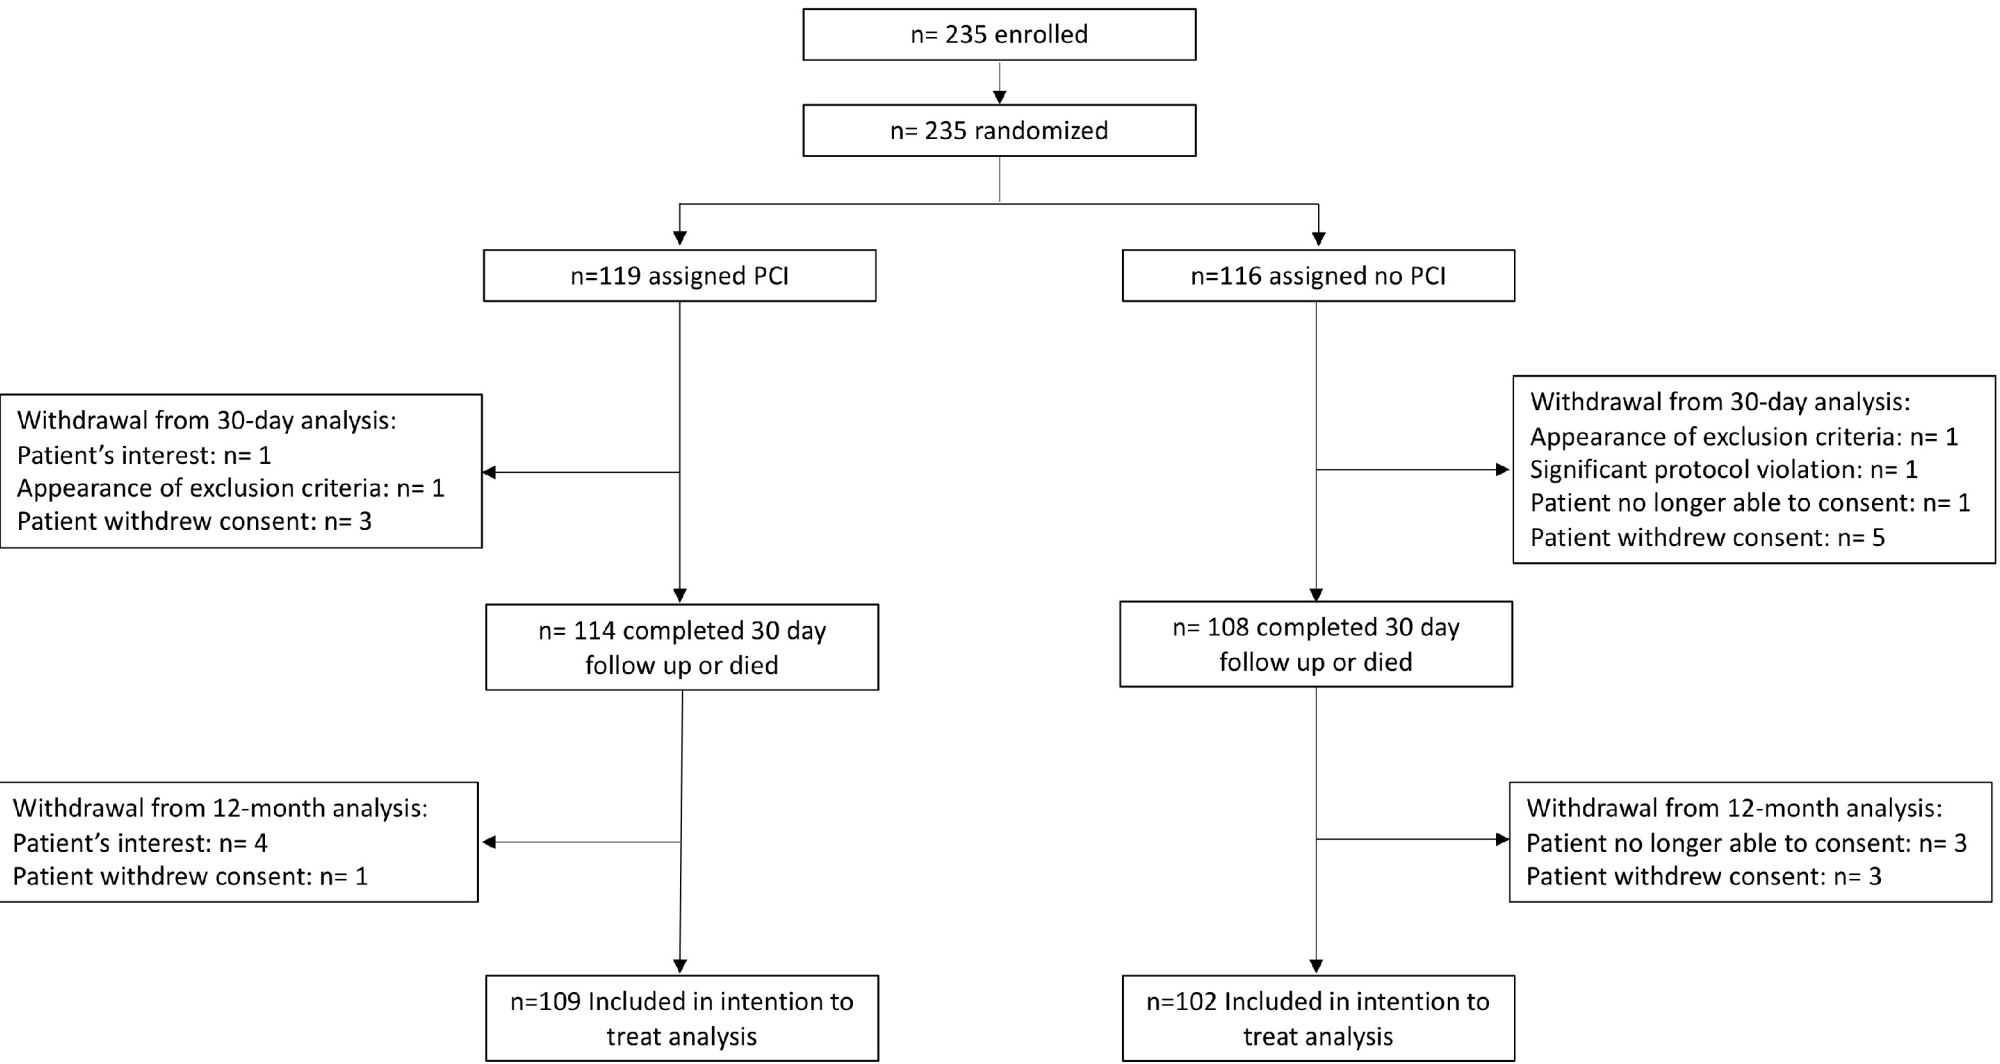 n= 235 enrolled
n= 235 randomized
n=119 assigned PCI
n=116 assigned no PCI
Withdrawal from 30-day analysis:
Patient’s interest: n= 1
Appearance of exclusion criteria: n= 1
Patient withdrew consent: n= 3
Withdrawal from 30-day analysis:
Appearance of exclusion criteria: n= 1
Significant protocol violation: n= 1
Patient no longer able to consent: n= 1
Patient withdrew consent: n= 5
n= 114 completed 30 day
follow up or died
n= 108 completed 30 day
follow up or died
Withdrawal from 12-month analysis:
Patient’s interest: n= 4
Patient withdrew consent: n= 1
Withdrawal from 12-month analysis:
Patient no longer able to consent: n= 3
Patient withdrew consent: n= 3
n=109 Included in intention to
treat analysis
n=102 Included in intention to
treat analysis